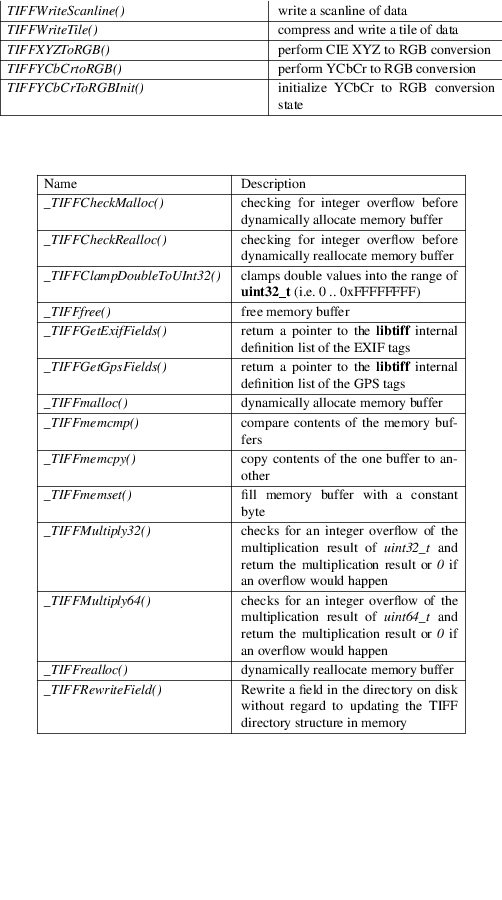 TIFFWriteScanline() write a scanline of data
TIFFWriteTile() compress and write a tile of data
TIFFXYZToRGB() perform CIE XYZ to RGB conversion
TIFFYCbCrtoRGB() perform YCbCr to RGB conversion
TIFFYCbCrToRGBInit() initialize YCbCr to RGB conversion
state
Name Description
_TIFFCheckMalloc() checking for integer overflow before
dynamically allocate memory buffer
_TIFFCheckRealloc() checking for integer overflow before
dynamically reallocate memory buffer
_TIFFClampDoubleToUInt32() clamps double values into the range of
uint32_t (i.e. 0 .. 0xFFFFFFFF)
_TIFFfree() free memory buffer
_TIFFGetExifFields() return a pointer to the libtiff internal
definition list of the EXIF tags
_TIFFGetGpsFields() return a pointer to the libtiff internal
definition list of the GPS tags
_TIFFmalloc() dynamically allocate memory buffer
_TIFFmemcmp() compare contents of the memory buf-
fers
_TIFFmemcpy() copy contents of the one buffer to an-
other
_TIFFmemset() fill memory buffer with a constant
byte
_TIFFMultiply32() checks for an integer overflow of the
multiplication result of uint32_t and
return the multiplication result or 0 if
an overflow would happen
_TIFFMultiply64() checks for an integer overflow of the
multiplication result of uint64_t and
return the multiplication result or 0 if
an overflow would happen
_TIFFrealloc() dynamically reallocate memory buffer
_TIFFRewriteField() Rewrite a field in the directory on disk
without regard to updating the TIFF
directory structure in memory